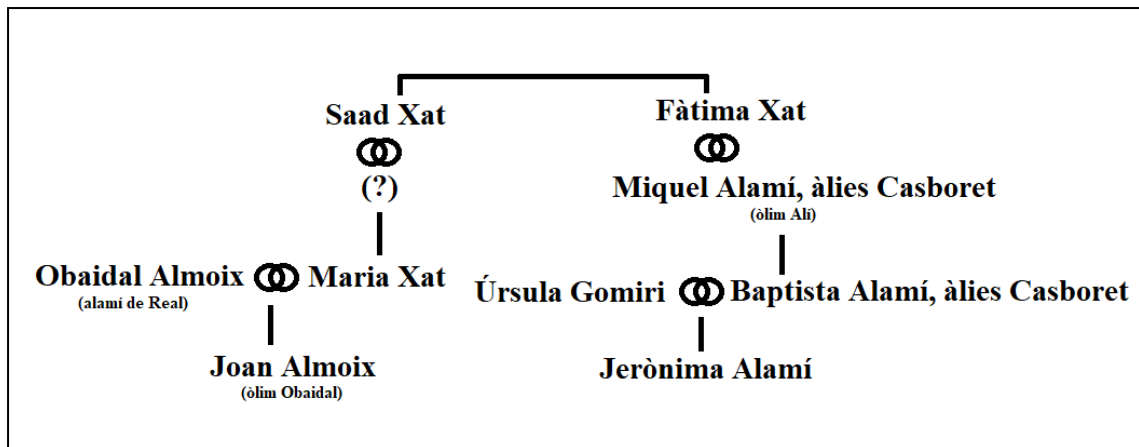 Saad Xat
Fàtima Xat
(?)
Miquel Alamí, àlies Casboret
(òlim Alí)
Obaidal Almoix
(alamí de Real)
Maria Xat
Úrsula Gomiri
Baptista Alamí, àlies Casboret
Joan Almoix
(òlim Obaidal)
Jerònima Alamí